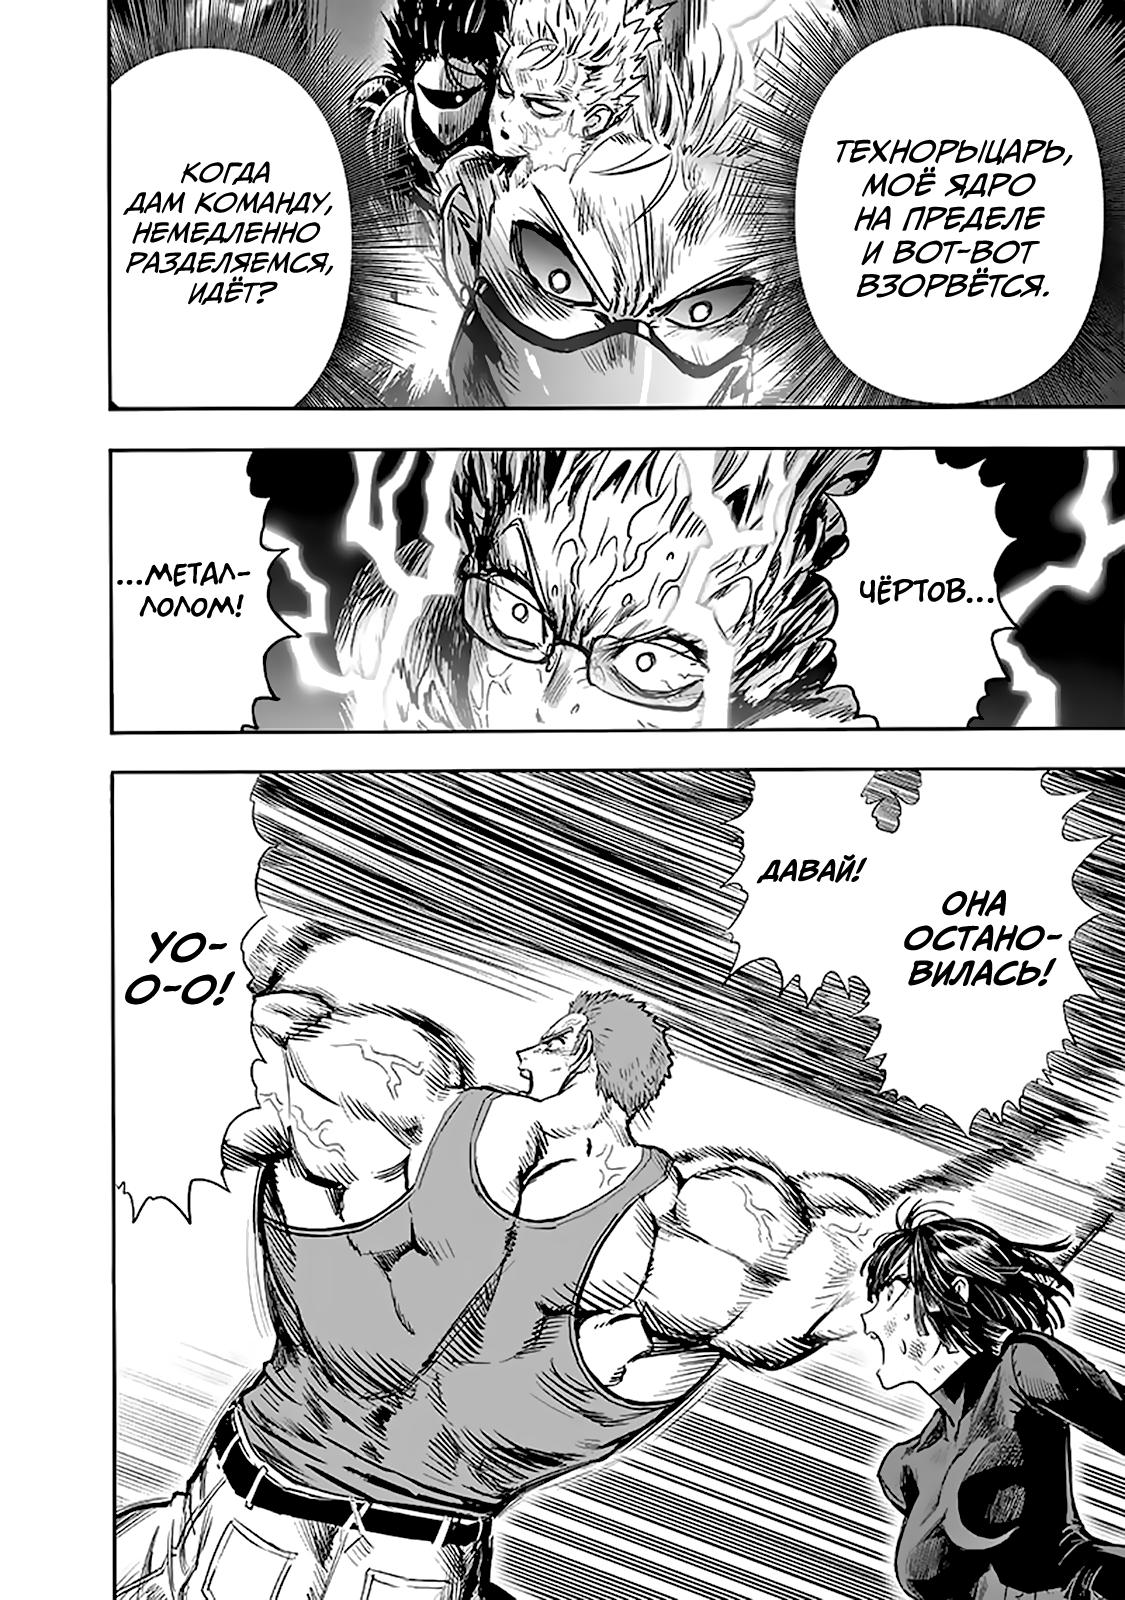 ТЕХНОРЫЦАРЬ,
МОЁ ЯДРО
НА ПРЕДЕЛЕ
И ВОТ-ВОТ
ВЗОРВЁТСЯ.
КОГДА
ДАМ КОМАНДУ,
НЕМЕДЛЕННО
РАЗДЕЛЯЕМСЯ,
ИДЁТ?
ЧЁРТОВ...
...МЕТАЛ-
ЛОЛОМ!
ОНА
ОСТАНО-
ВИЛАСЬ!
ДАВАЙ!
УО-
О-О!